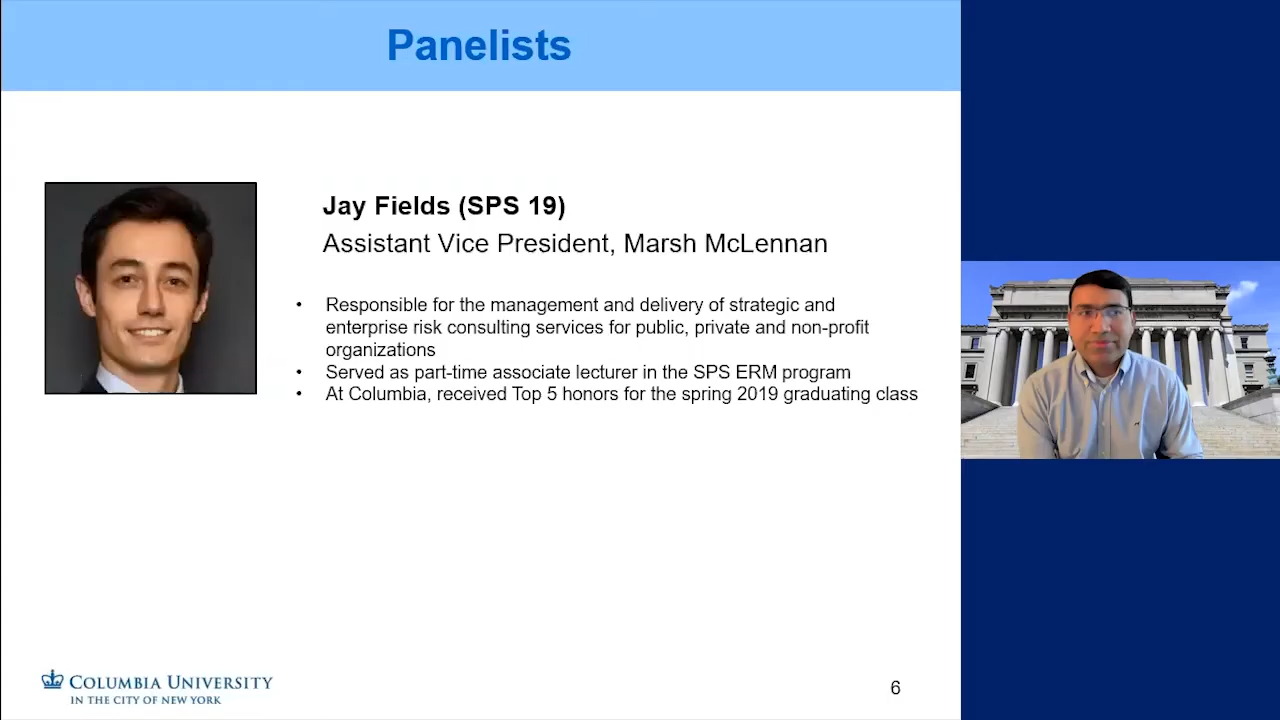 Panelists
Jay Fields (SPS 19)
Assistant Vice President, Marsh McLennan
• Responsible for the management and delivery of strategic and
enterprise risk consulting services for public, private and non-profit
organizations
• Served as part-time associate lecturer in the SPS ERM program
• At Columbia, received Top 5 honors for the spring 2019 graduating class
COLUMBIA UNIVERSITY
IN THE CITY OF NEW YORK
6